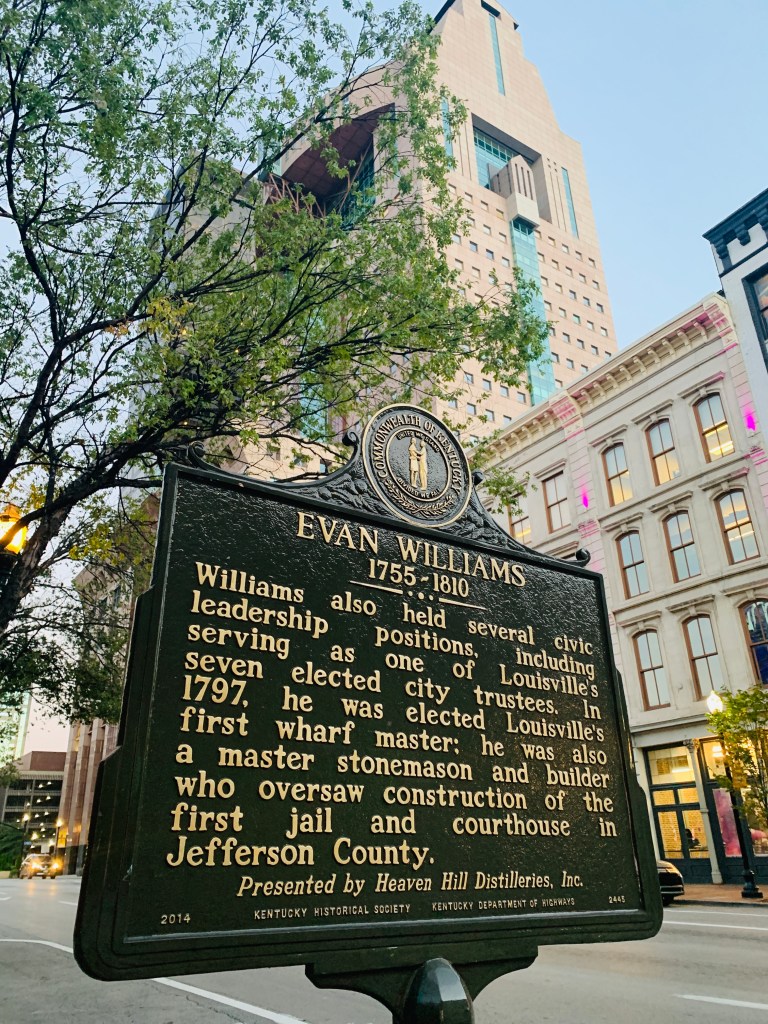 COMMONWEALTH OF KENTUCKY
EVAN WILLIAMS
1755-1810
Williams also held several civic
leadership positions, including
serving as one of Louisville's
seven elected city trustees. In
1797, he was elected Louisville's
first wharf master; he was also
a master stonemason and builder
who oversaw construction of the
first jail and courthouse in
Jefferson County.
Presented by Heaven Hill Distilleries, Inc.
2014 KENTUCKY HISTORICAL SOCIETY KENTUCKY DEPARTMENT OF HIGHWAYS 2445